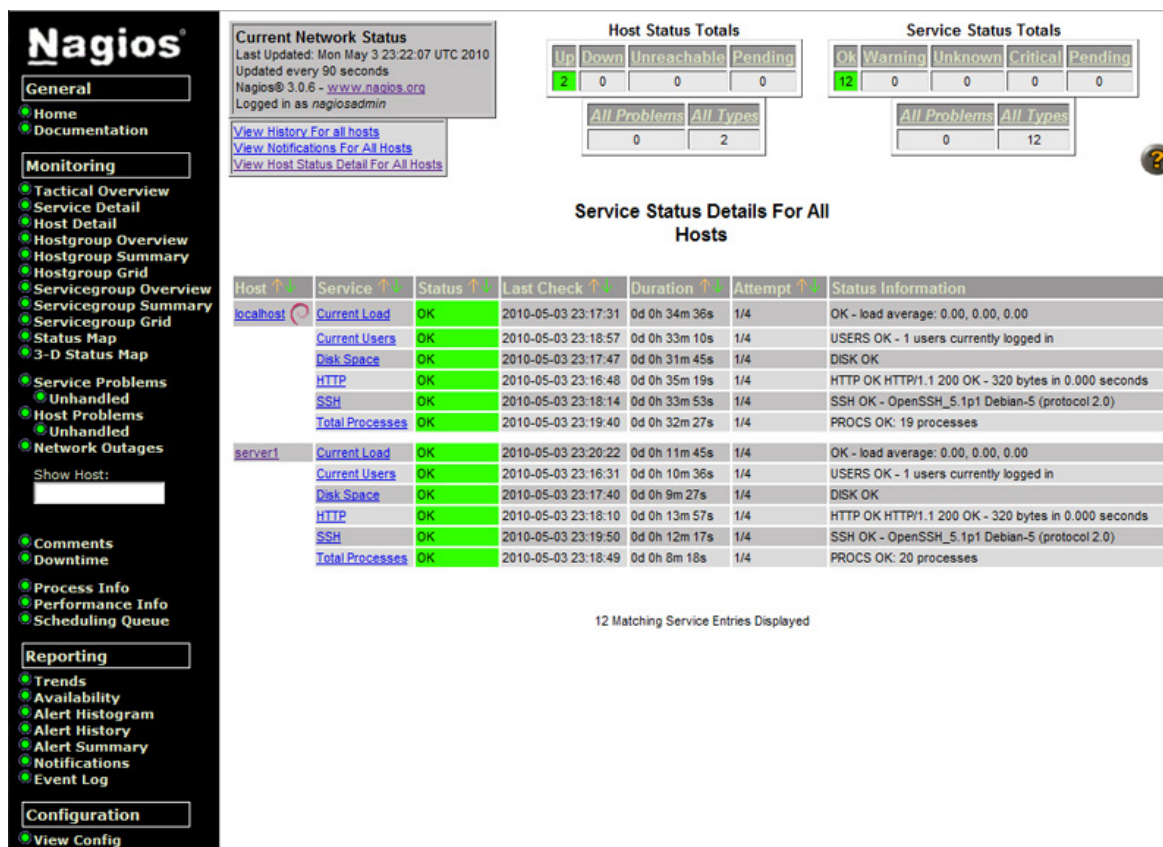 Nagios®
General
Home
Documentation
Monitoring
Tactical Overview
Service Detail
Host Detail
Hostgroup Overview
Hostgroup Summary
Hostgroup Grid
Servicegroup Overview
Servicegroup Summary
Servicegroup Grid
Status Map
3-D Status Map
Service Problems
Unhandled
Host Problems
Unhandled
Network Outages
Show Host:
Comments
Downtime
Process Info
Performance Info
Scheduling Queue
Reporting
Trends
Availability
Alert Histogram
Alert History
Alert Summary
Notifications
Event Log
Configuration
View Config
Current Network Status
Last Updated: Mon May 3 23:22:07 UTC 2010
Updated every 90 seconds
Nagios® 3.0.6 - www.nagios.org
Logged in as nagiosadmin
View History For all hosts
View Notifications For All Hosts
View Host Status Detail For All Hosts
Host Status Totals
Up Down Unreachable Pending
2 0 0 0
All Problems All Types
0 2
Service Status Totals
Ok Warning Unknown Critical Pending
12 0 0 0 0
All Problems All Types
0 12
?
Service Status Details For All
Hosts
Host Service Status Last Check Duration Attempt Status Information
localhost Current Load OK 2010-05-03 23:17:31 0d 0h 34m 36s 1/4 OK - load average: 0.00, 0.00, 0.00
Current Users OK 2010-05-03 23:18:57 0d 0h 33m 10s 1/4 USERS OK - 1 users currently logged in
Disk Space OK 2010-05-03 23:17:47 0d 0h 31m 45s 1/4 DISK OK
HTTP OK 2010-05-03 23:16:48 0d 0h 35m 19s 1/4 HTTP OK HTTP/1.1 200 OK - 320 bytes in 0.000 seconds
SSH OK 2010-05-03 23:18:14 0d 0h 33m 53s 1/4 SSH OK - OpenSSH_5.1p1 Debian-5 (protocol 2.0)
Total Processes OK 2010-05-03 23:19:40 0d 0h 32m 27s 1/4 PROCS OK: 19 processes
server1 Current Load OK 2010-05-03 23:20:22 0d 0h 11m 45s 1/4 OK - load average: 0.00, 0.00, 0.00
Current Users OK 2010-05-03 23:16:31 0d 0h 10m 36s 1/4 USERS OK - 1 users currently logged in
Disk Space OK 2010-05-03 23:17:40 0d 0h 9m 27s 1/4 DISK OK
HTTP OK 2010-05-03 23:18:10 0d 0h 13m 57s 1/4 HTTP OK HTTP/1.1 200 OK - 320 bytes in 0.000 seconds
SSH OK 2010-05-03 23:19:50 0d 0h 12m 17s 1/4 SSH OK - OpenSSH_5.1p1 Debian-5 (protocol 2.0)
Total Processes OK 2010-05-03 23:18:49 0d 0h 8m 18s 1/4 PROCS OK: 20 processes
12 Matching Service Entries Displayed